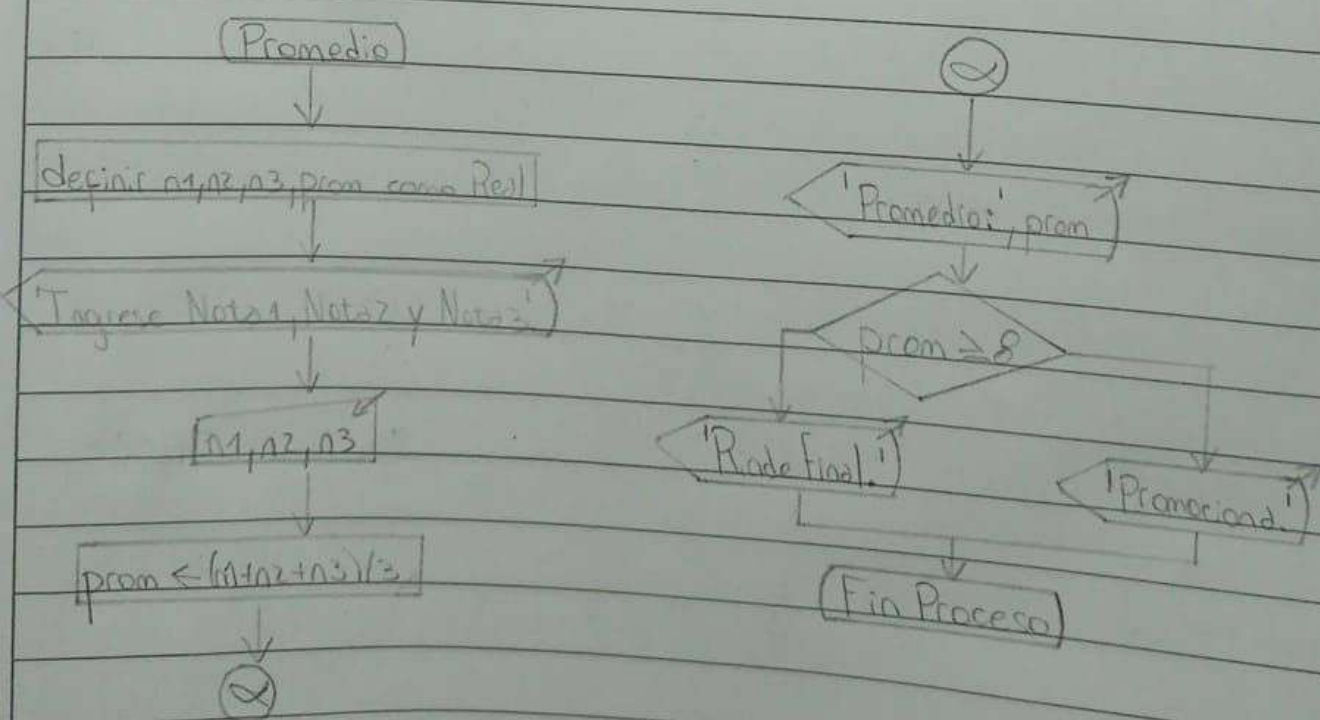 Promedio
definir n1,n2,n3,prom como Real
'Ingrese Nota1, Nota2 y Nota3'
n1,n2,n3
prom ← (n1+n2+n3)/3
α
α
'Promedio:', prom
prom ≥ 8
'Rinde Final.'
'Promociond.'
Fin Proceso